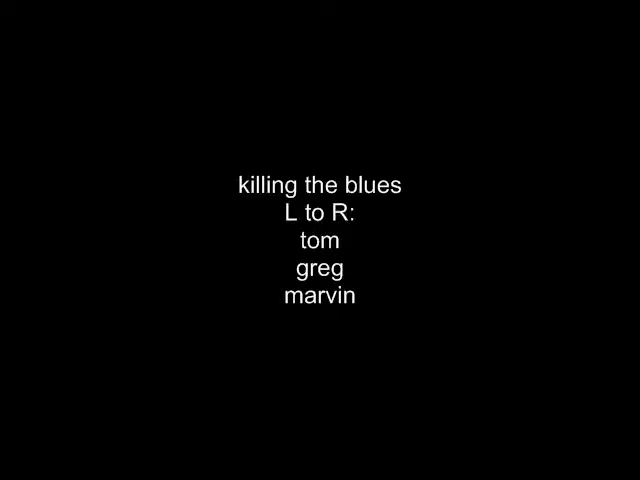 killing the blues
L to R:
tom
greg
marvin